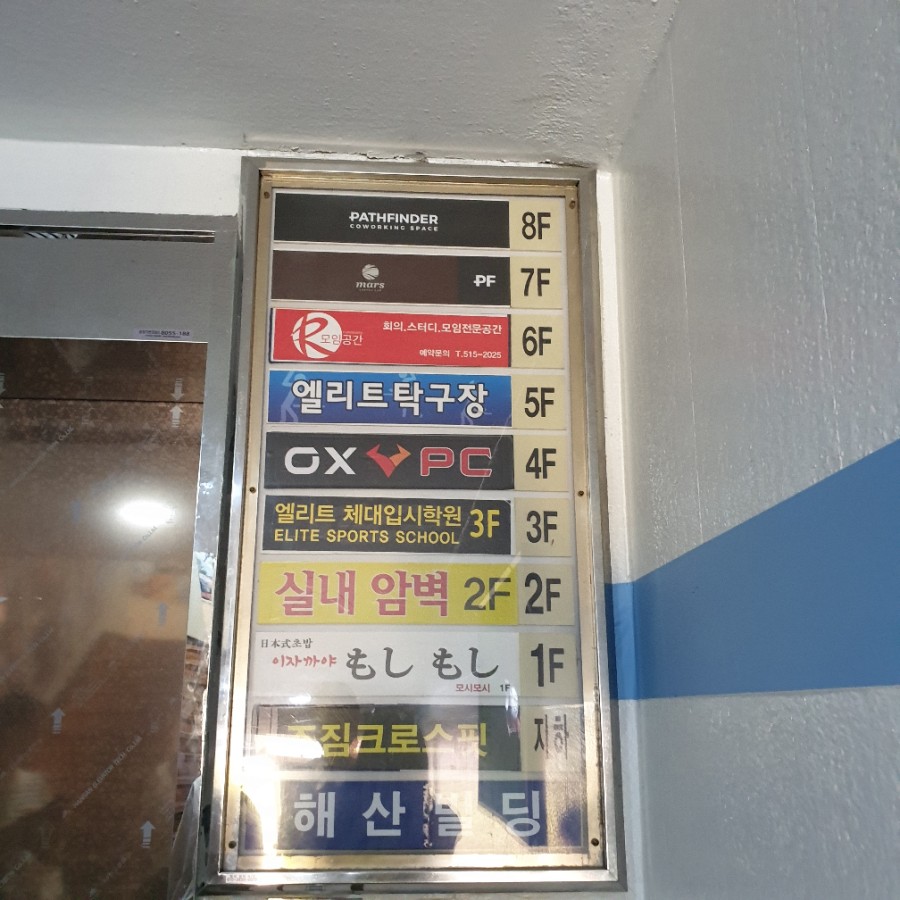 PATHFINDER
COWORKING SPACE
8F
mars
PF
7F
R 모임공간
회의.스터디.모임전문공간
예약문의 T.515-2025
6F
엘리트탁구장
5F
OX PC
4F
엘리트 체대입시학원 3F
ELITE SPORTS SCHOOL
3F
실내 암벽 2F
2F
日本式초밥
이자까야 もし もし
모시모시 1F
1F
짐크로스핏
지하
해산빌딩